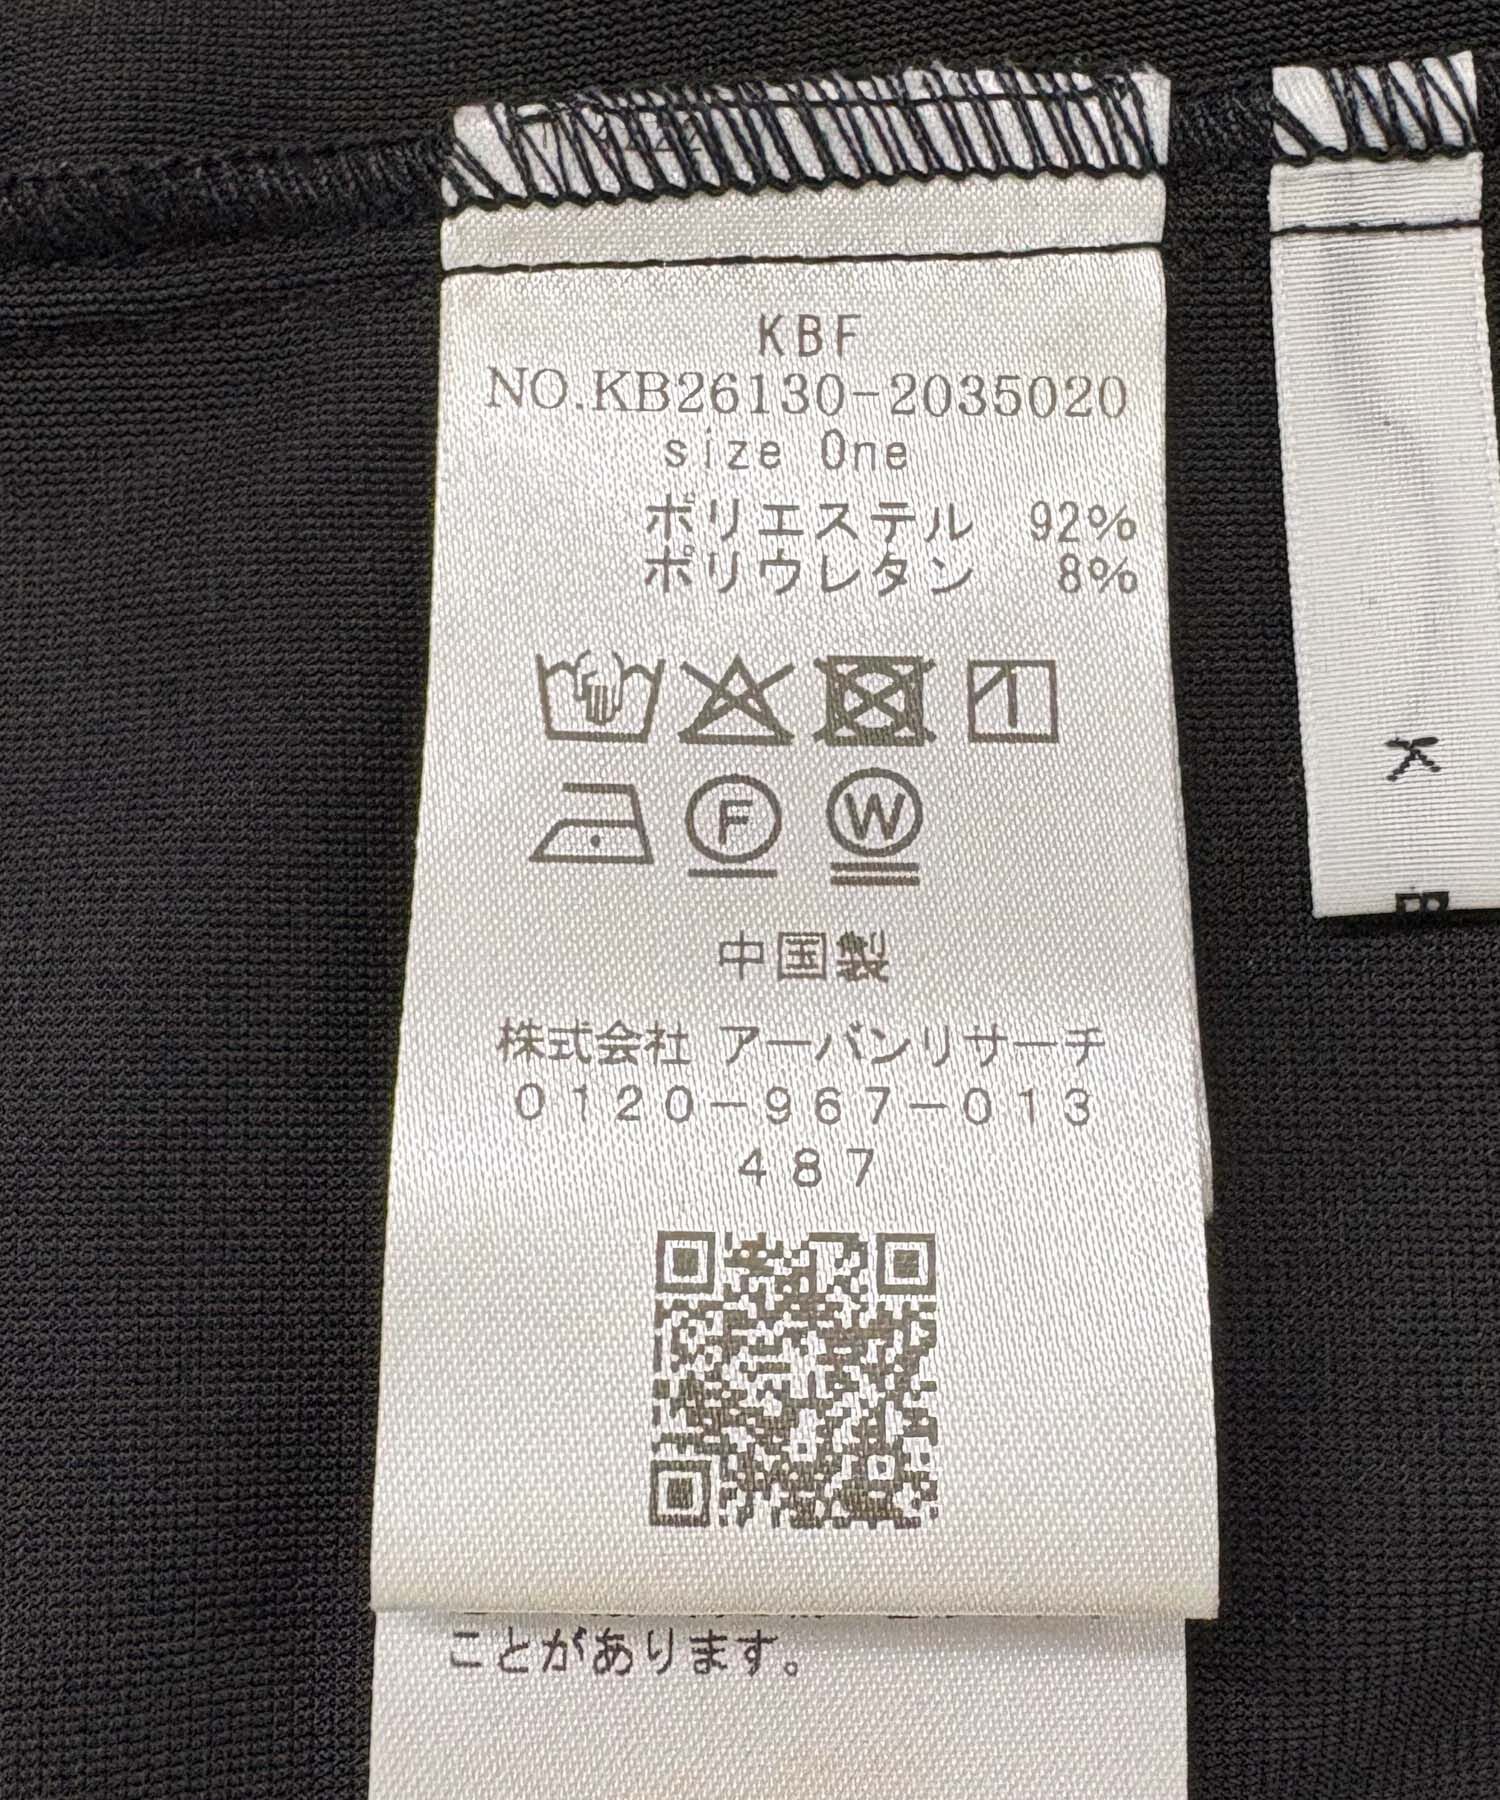 KBF
NO.KB26130-2035020
size One
ポリエステル 92%
ポリウレタン 8%
F
W
中国製
株式会社 アーバンリサーチ
0120-967-013
487
ことがあります。